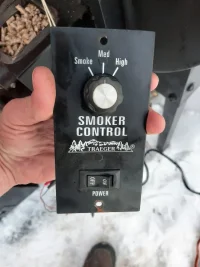 Med
Smoke
High
SMOKER
CONTROL
TRAEGER
POWER